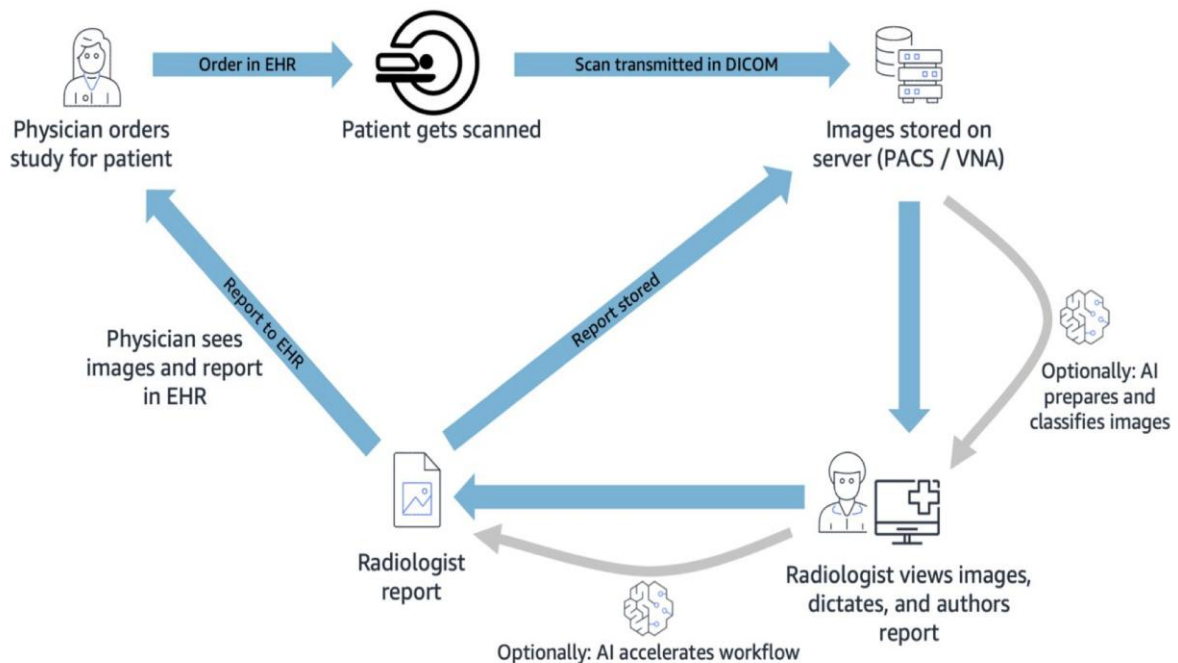 Order in EHR
Scan transmitted in DICOM
Physician orders
study for patient
Patient gets scanned
Images stored on
server (PACS / VNA)
Report to EHR
Report stored
Physician sees
images and report
in EHR
Optionally: AI
prepares and
classifies images
Radiologist
report
Radiologist views images,
dictates, and authors
report
Optionally: AI accelerates workflow